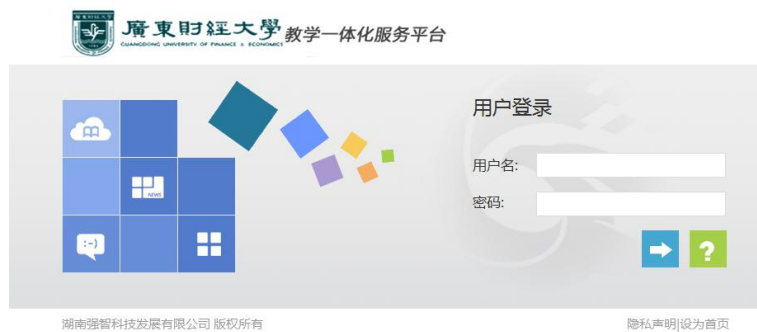 廣東財經大學
GUANGDONG UNIVERSITY OF FINANCE & ECONOMICS
教学一体化服务平台
用户登录
用户名:
密码:
NEWS
:-)
?
湖南强智科技发展有限公司 版权所有
隐私声明|设为首页